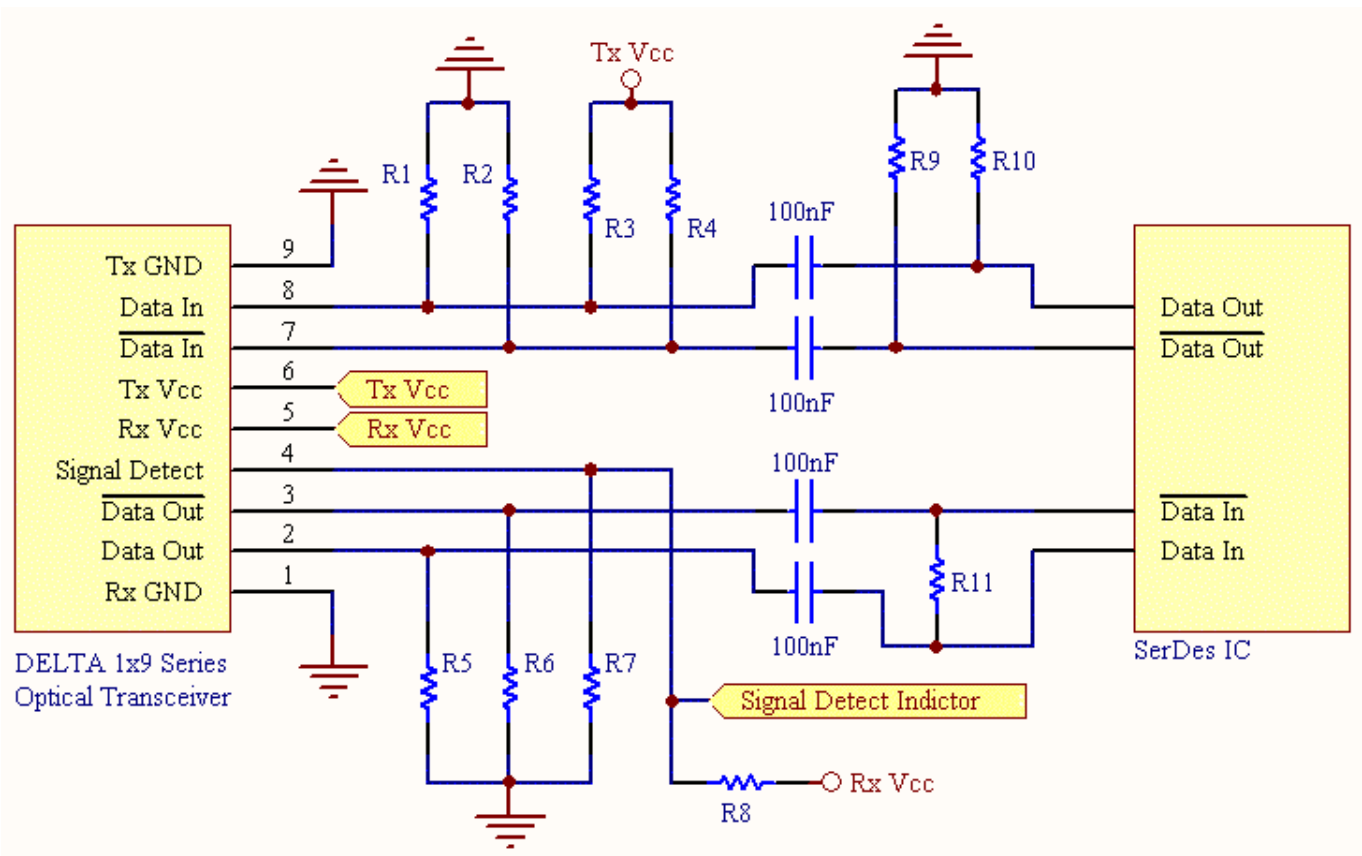 Tx Vcc
R1
R2
R3
R4
R9
R10
100nF
100nF
Tx GND
9
Data In
8
Data In
7
Tx Vcc
6
Tx Vcc
Rx Vcc
5
Rx Vcc
Signal Detect
4
Data Out
3
Data Out
2
Rx GND
1
DELTA 1x9 Series
Optical Transceiver
Data Out
Data Out
Data In
Data In
SerDes IC
100nF
100nF
R11
R5
R6
R7
Signal Detect Indictor
R8
Rx Vcc